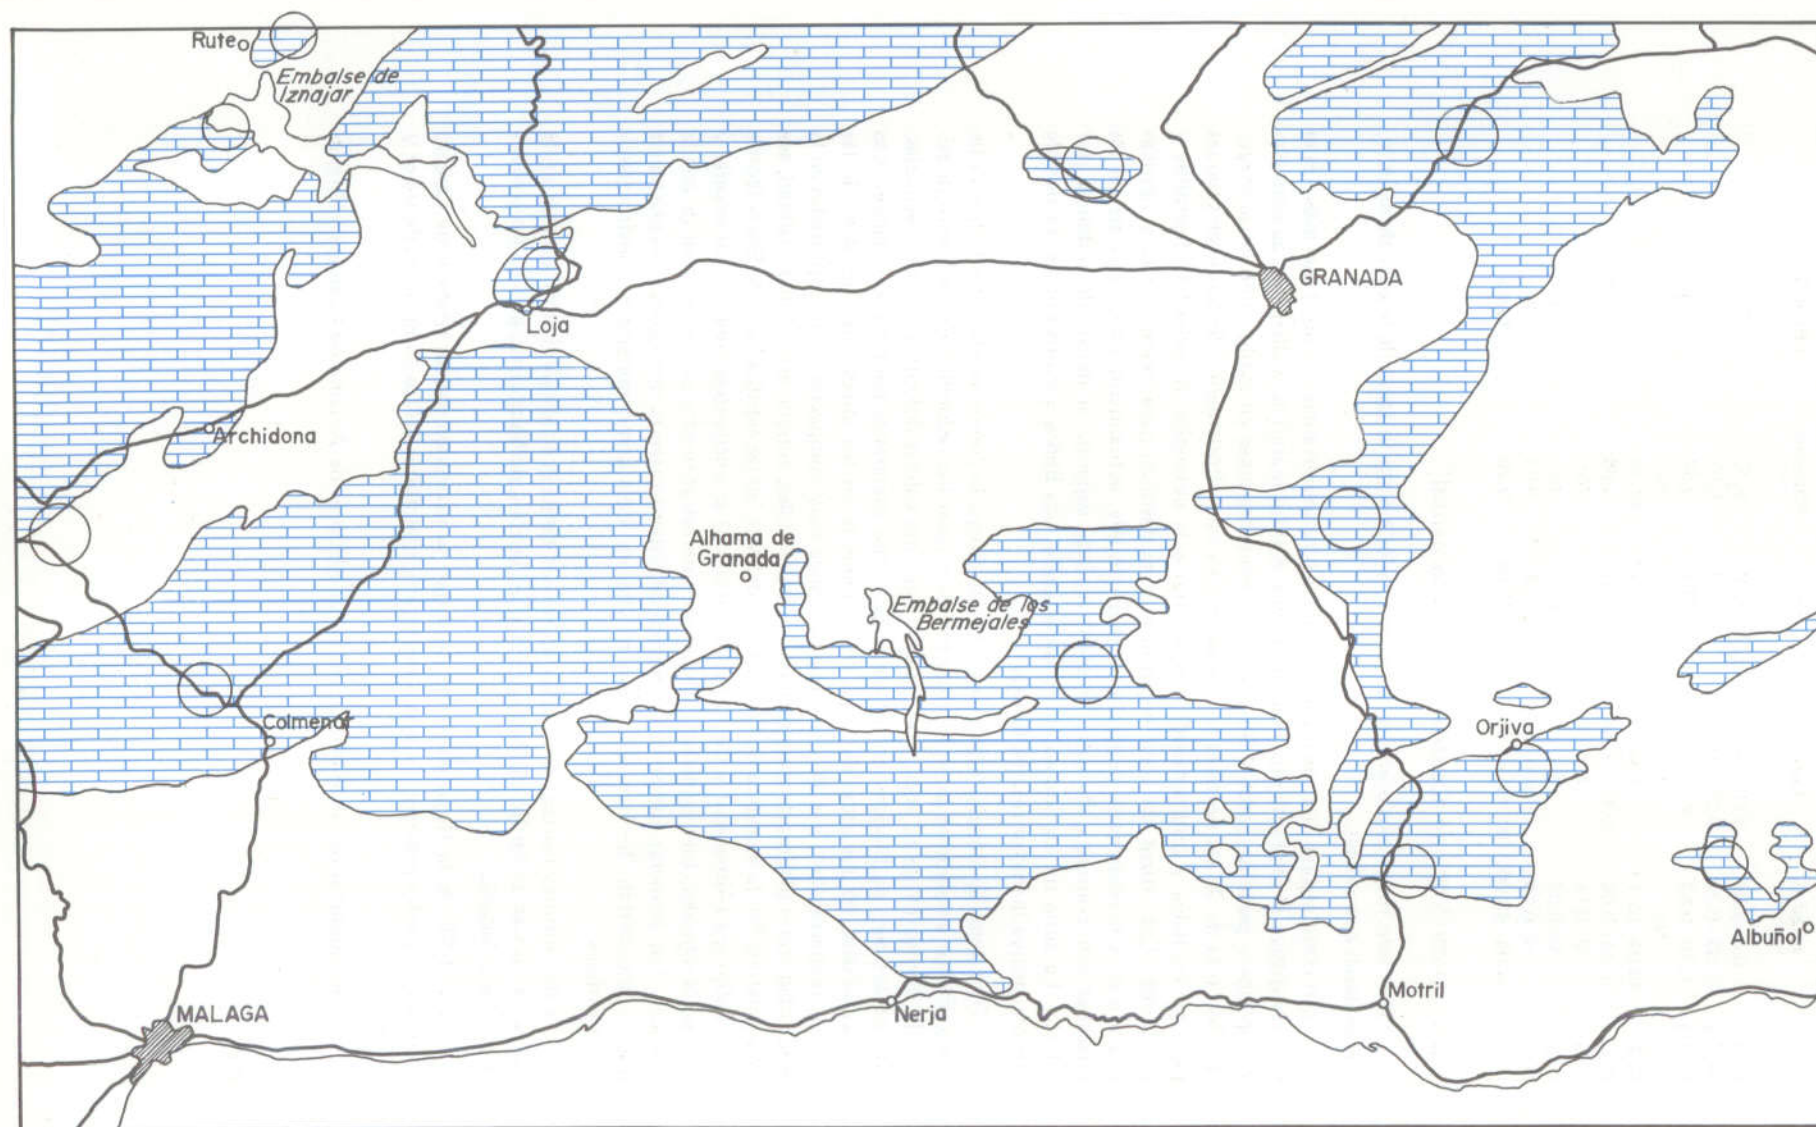 Rute
Embalse de
Iznajar
GRANADA
Loja
Archidona
Alhama de
Granada
Embalse de los
Bermejales
Colmenar
Orjiva
Albuñol
Motril
Nerja
MALAGA